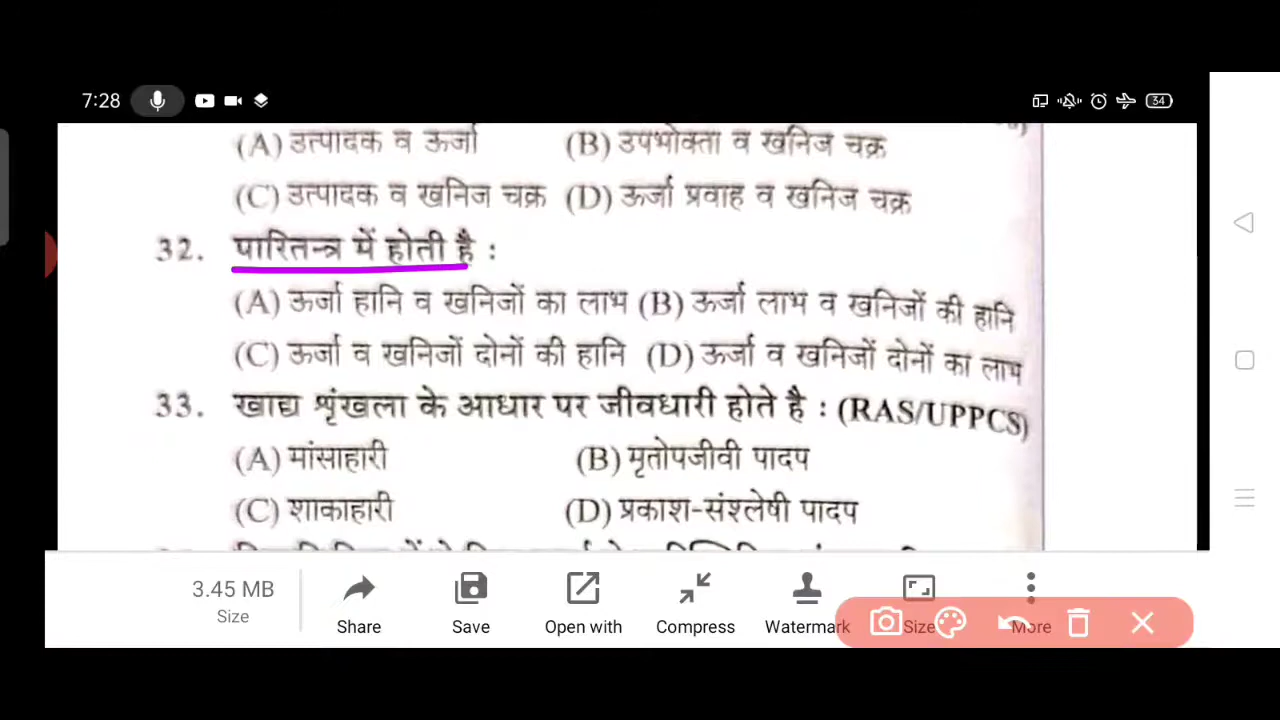 7:28
34
(A) उत्पादक व ऊर्जा (B) उपभोक्ता व खनिज चक्र
(C) उत्पादक व खनिज चक्र (D) ऊर्जा प्रवाह व खनिज चक्र
32. पारितन्त्र में होती है :
(A) ऊर्जा हानि व खनिजों का लाभ (B) ऊर्जा लाभ व खनिजों की हानि
(C) ऊर्जा व खनिजों दोनों की हानि (D) ऊर्जा व खनिजों दोनों का लाभ
33. खाद्य शृंखला के आधार पर जीवधारी होते है : (RAS/UPPCS)
(A) मांसाहारी (B) मृतोपजीवी पादप
(C) शाकाहारी (D) प्रकाश-संश्लेषी पादप
3.45 MB
Size
Share Save Open with Compress Watermark Size More